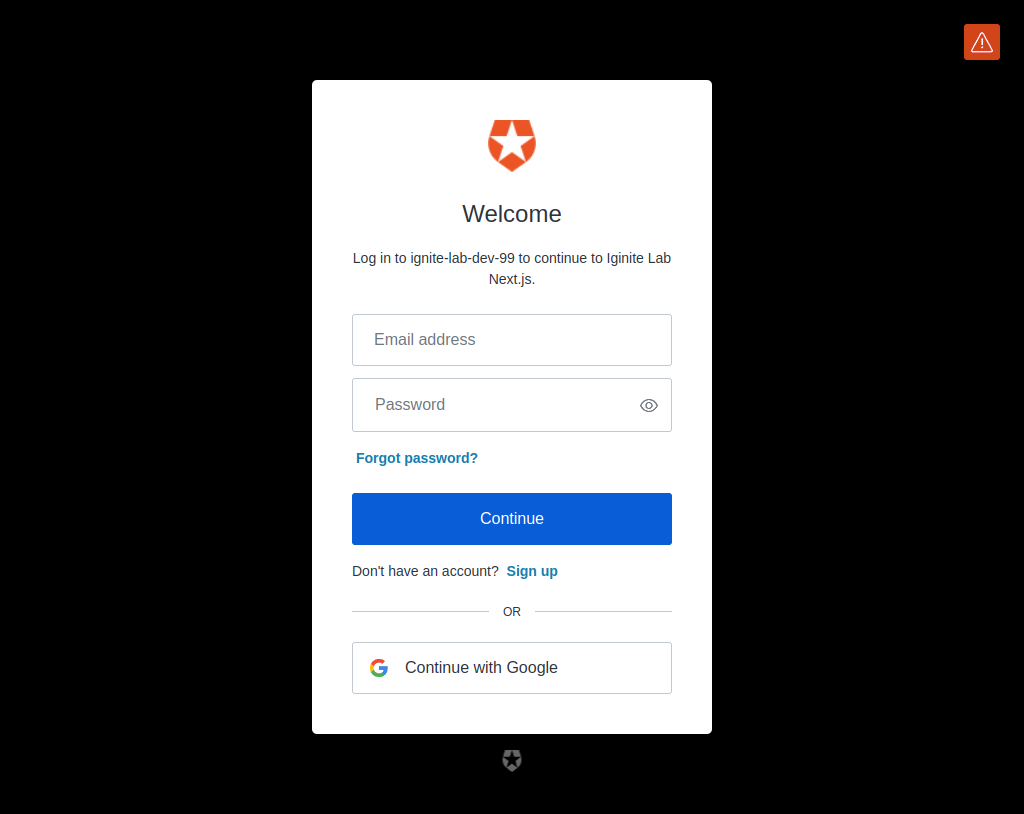 Welcome
Log in to ignite-lab-dev-99 to continue to Iginite Lab
Next.js.
Email address
Password
Forgot password?
Continue
Don't have an account? Sign up
OR
Continue with Google